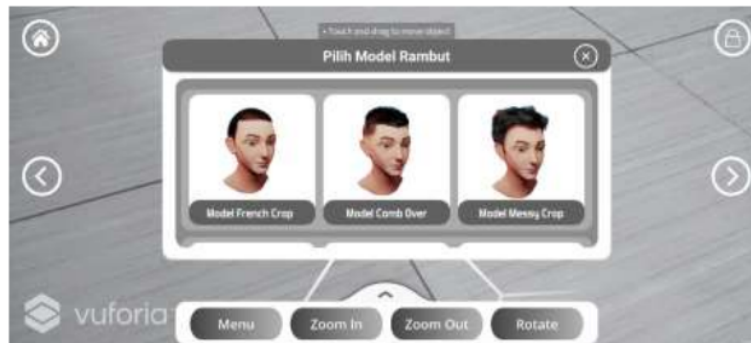 • Touch and drag to move object
Pilih Model Rambut
Model French Crop
Model Comb Over
Model Messy Crop
vuforia
Menu
Zoom In
Zoom Out
Rotate